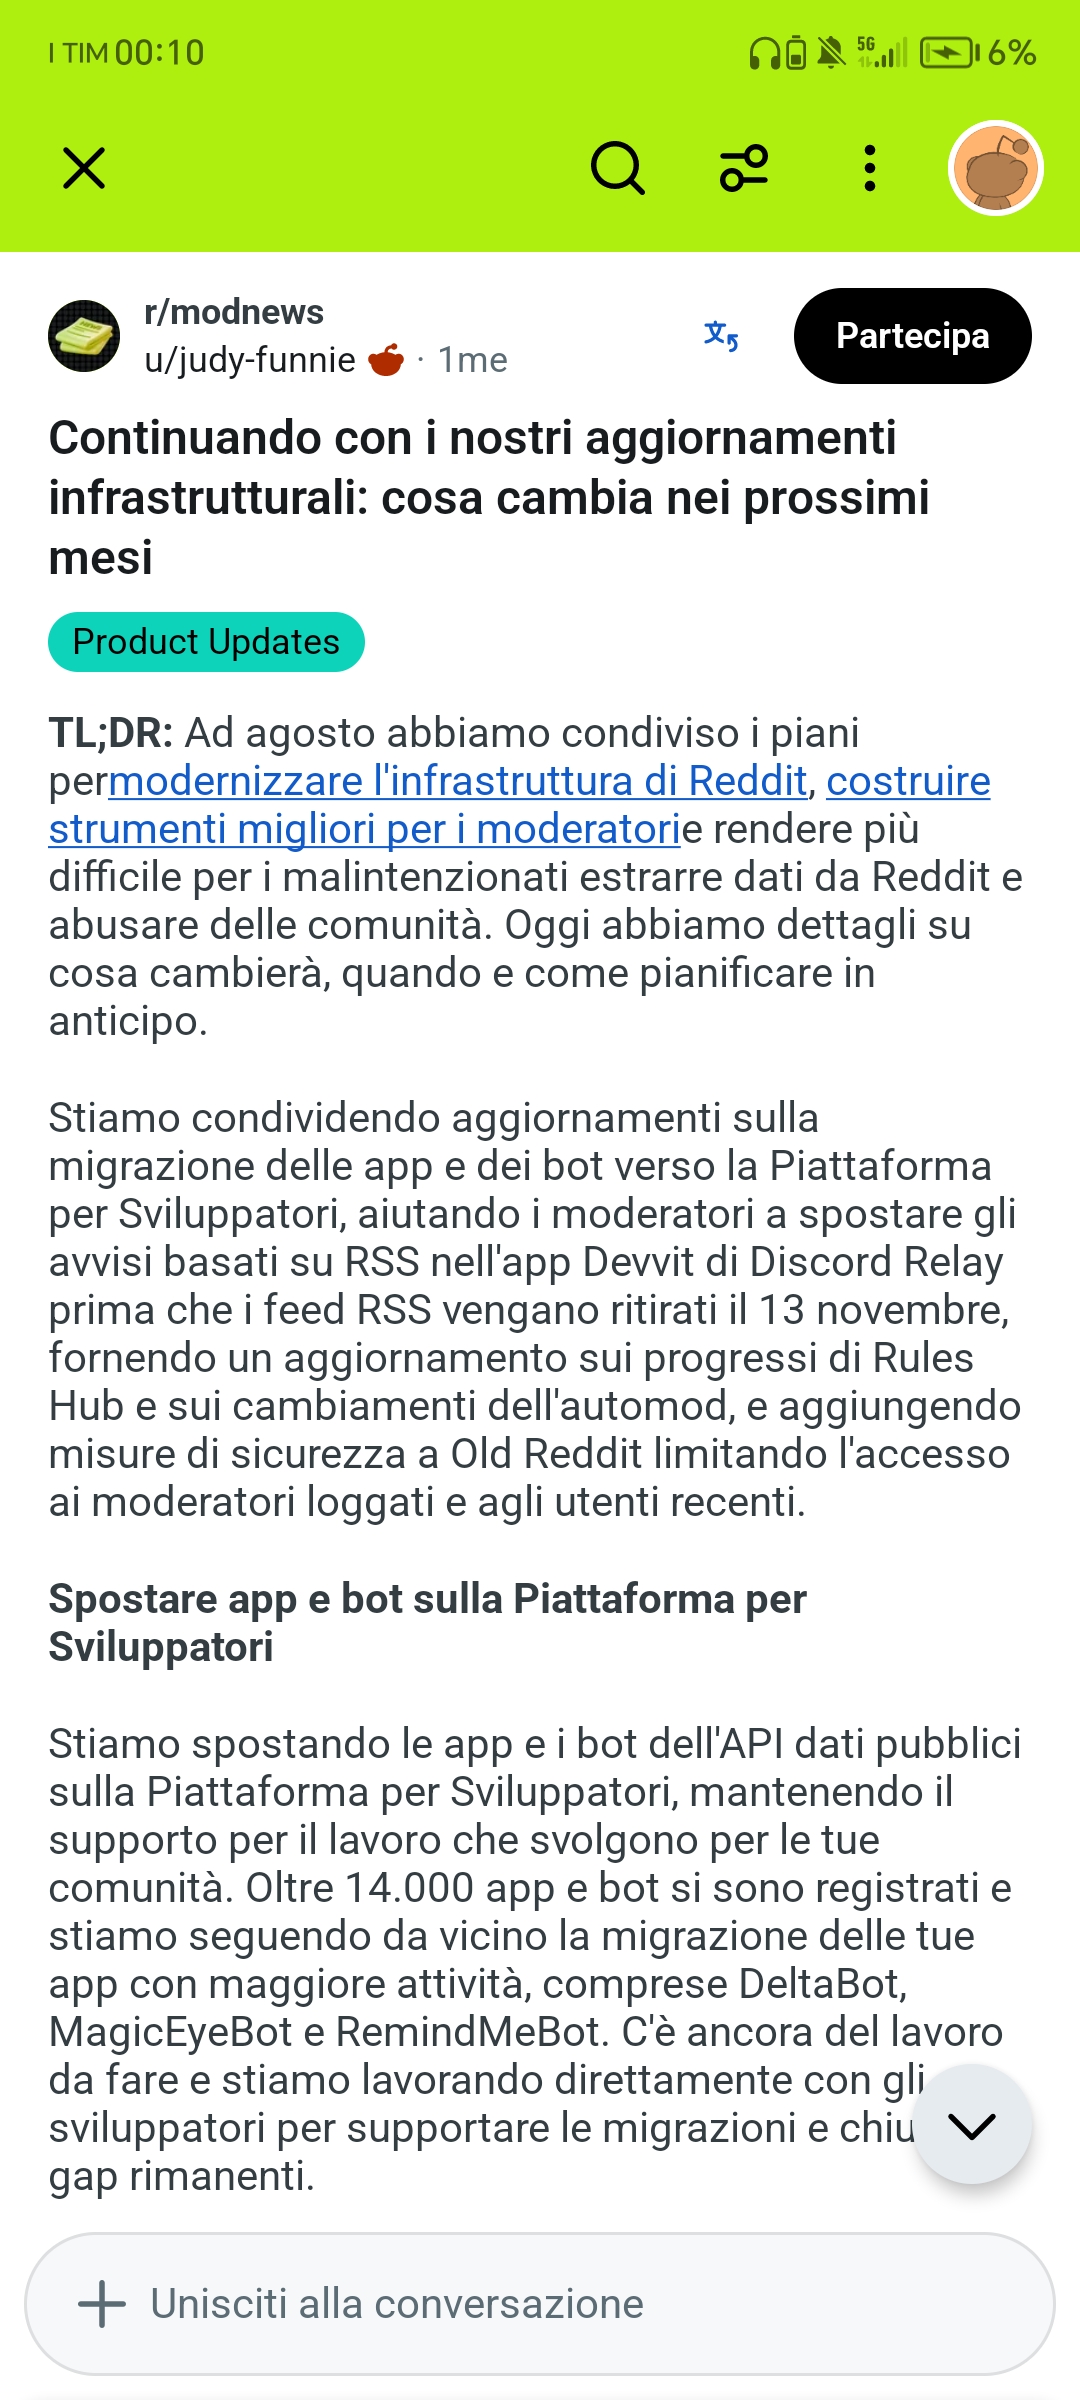 I TIM 00:10
5G
6%
r/modnews
u/judy-funnie · 1me
Partecipa
Continuando con i nostri aggiornamenti
infrastrutturali: cosa cambia nei prossimi
mesi
Product Updates
TL;DR: Ad agosto abbiamo condiviso i piani
permodernizzare l'infrastruttura di Reddit, costruire
strumenti migliori per i moderatorie rendere più
difficile per i malintenzionati estrarre dati da Reddit e
abusare delle comunità. Oggi abbiamo dettagli su
cosa cambierà, quando e come pianificare in
anticipo.
Stiamo condividendo aggiornamenti sulla
migrazione delle app e dei bot verso la Piattaforma
per Sviluppatori, aiutando i moderatori a spostare gli
avvisi basati su RSS nell'app Devvit di Discord Relay
prima che i feed RSS vengano ritirati il 13 novembre,
fornendo un aggiornamento sui progressi di Rules
Hub e sui cambiamenti dell'automod, e aggiungendo
misure di sicurezza a Old Reddit limitando l'accesso
ai moderatori loggati e agli utenti recenti.
Spostare app e bot sulla Piattaforma per
Sviluppatori
Stiamo spostando le app e i bot dell'API dati pubblici
sulla Piattaforma per Sviluppatori, mantenendo il
supporto per il lavoro che svolgono per le tue
comunità. Oltre 14.000 app e bot si sono registrati e
stiamo seguendo da vicino la migrazione delle tue
app con maggiore attività, comprese DeltaBot,
MagicEyeBot e RemindMeBot. C'è ancora del lavoro
da fare e stiamo lavorando direttamente con gli
sviluppatori per supportare le migrazioni e chiu
gap rimanenti.
Unisciti alla conversazione